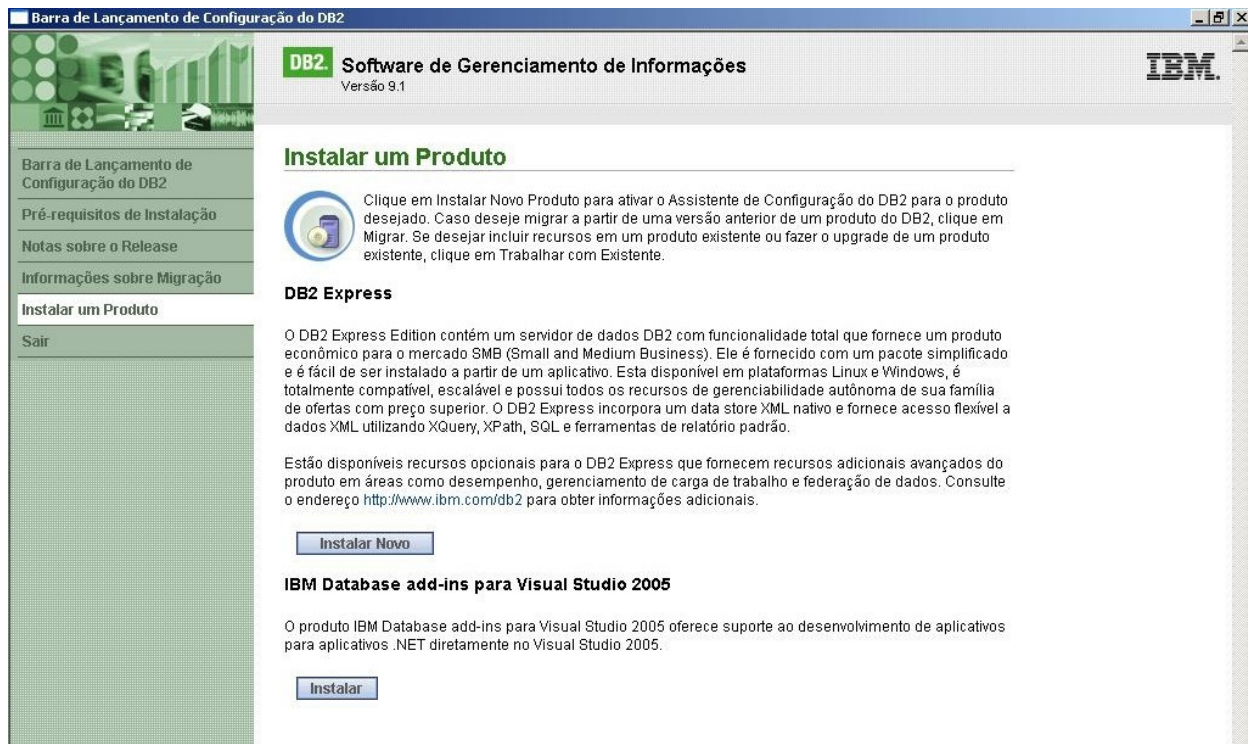 Barra de Lançamento de Configuração do DB2
DB2. Software de Gerenciamento de Informações
Versão 9.1
IBM.
Barra de Lançamento de
Configuração do DB2
Pré-requisitos de Instalação
Notas sobre o Release
Informações sobre Migração
Instalar um Produto
Sair
Instalar um Produto
Clique em Instalar Novo Produto para ativar o Assistente de Configuração do DB2 para o produto
desejado. Caso deseje migrar a partir de uma versão anterior de um produto do DB2, clique em
Migrar. Se desejar incluir recursos em um produto existente ou fazer o upgrade de um produto
existente, clique em Trabalhar com Existente.
DB2 Express
O DB2 Express Edition contém um servidor de dados DB2 com funcionalidade total que fornece um produto
econômico para o mercado SMB (Small and Medium Business). Ele é fornecido com um pacote simplificado
e é fácil de ser instalado a partir de um aplicativo. Esta disponível em plataformas Linux e Windows, é
totalmente compatível, escalável e possui todos os recursos de gerenciabilidade autônoma de sua família
de ofertas com preço superior. O DB2 Express incorpora um data store XML nativo e fornece acesso flexível a
dados XML utilizando XQuery, XPath, SQL e ferramentas de relatório padrão.
Estão disponíveis recursos opcionais para o DB2 Express que fornecem recursos adicionais avançados do
produto em áreas como desempenho, gerenciamento de carga de trabalho e federação de dados. Consulte
o endereço http://www.ibm.com/db2 para obter informações adicionais.
Instalar Novo
IBM Database add-ins para Visual Studio 2005
O produto IBM Database add-ins para Visual Studio 2005 oferece suporte ao desenvolvimento de aplicativos
para aplicativos .NET diretamente no Visual Studio 2005.
Instalar